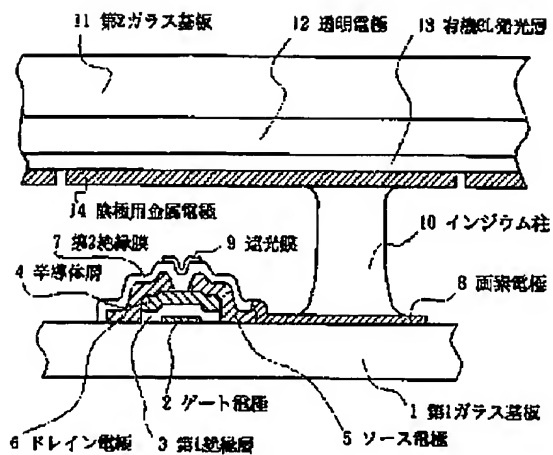 11 第2ガラス基板
12 透明電極
13 有機EL発光層
14 陰極用金属電極
7 第2絶縁膜
9 遮光膜
10 インジウム柱
4 半導体層
8 画素電極
2 ゲート電極
1 第1ガラス基板
6 ドレイン電極
3 第1絶縁層
5 ソース電極